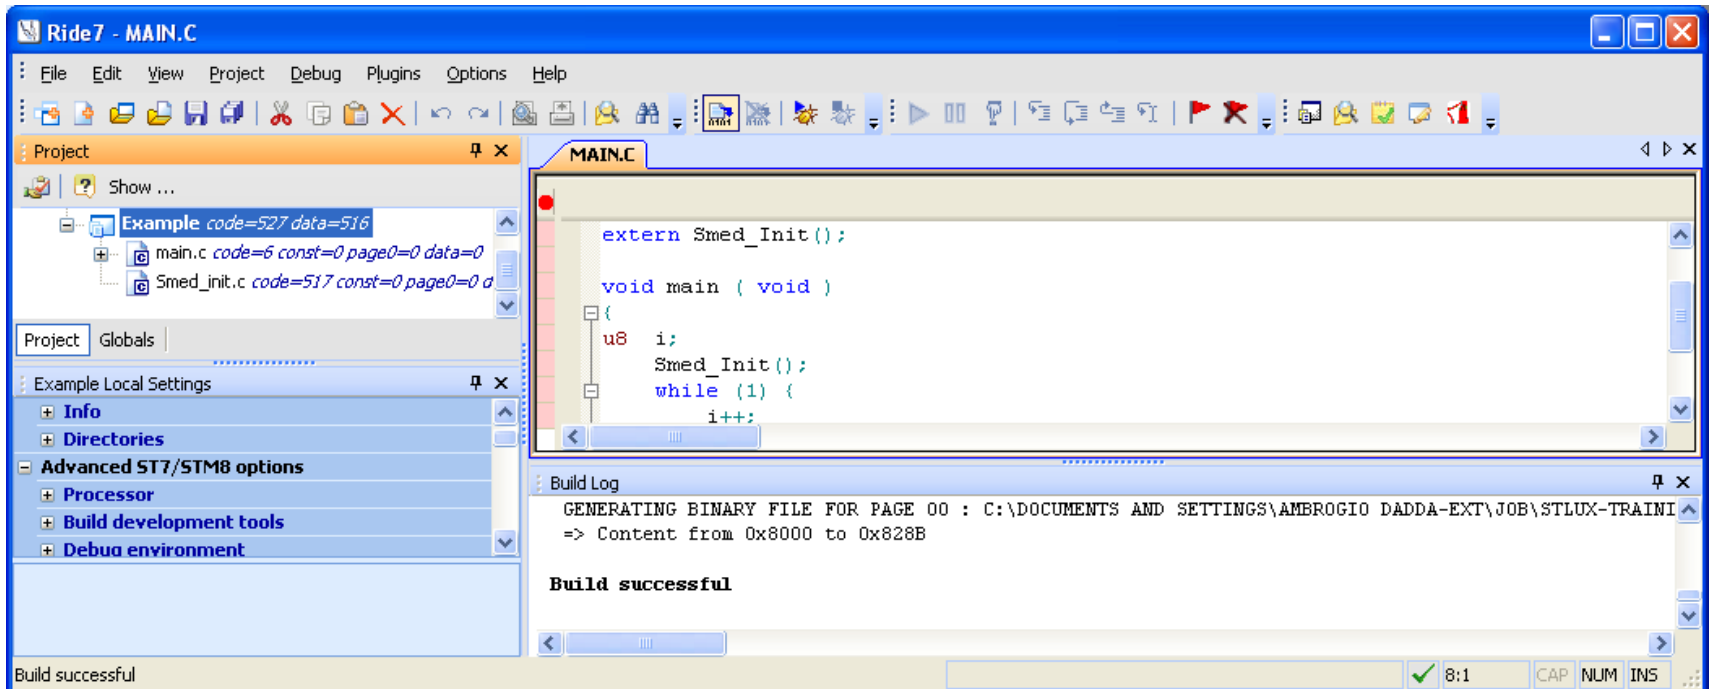 Ride7 - MAIN.C
File Edit View Project Debug Plugins Options Help
Project
Show ...
Example code=527 data=516
main.c code=6 const=0 page0=0 data=0
Smed_init.c code=517 const=0 page0=0 d
Project Globals
Example Local Settings
Info
Directories
Advanced ST7/STM8 options
Processor
Build development tools
Debug environment
MAIN.C
extern Smed_Init();
void main ( void )
{
u8 i;
Smed_Init();
while (1) {
i++;
Build Log
GENERATING BINARY FILE FOR PAGE 00 : C:\DOCUMENTS AND SETTINGS\AMBROGIO DADDA-EXT\JOB\STLUX-TRAINI
=> Content from 0x8000 to 0x828B
Build successful
Build successful
8:1 CAP NUM INS